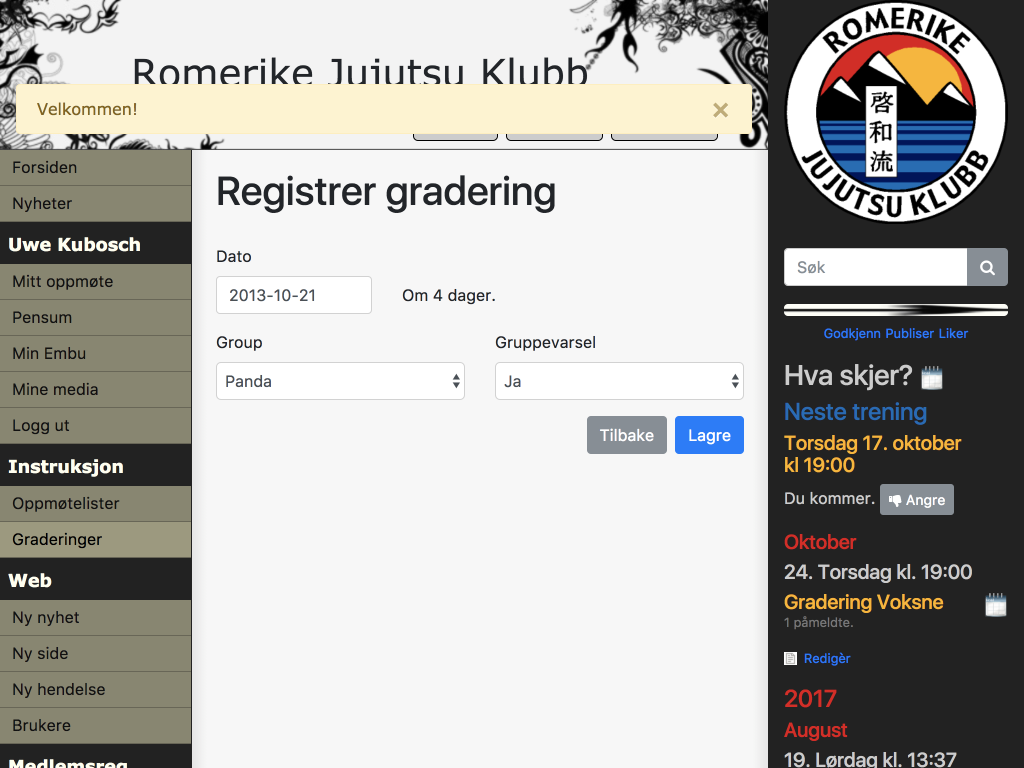 Romerike Jujutsu Klubb
Velkommen!
×
Forsiden
Nyheter
Uwe Kubosch
Mitt oppmøte
Pensum
Min Embu
Mine media
Logg ut
Instruksjon
Oppmøtelister
Graderinger
Web
Ny nyhet
Ny side
Ny hendelse
Brukere
Medlemsreg
Registrer gradering
Dato
2013-10-21
Om 4 dager.
Group
Gruppevarsel
Panda
Ja
Tilbake
Lagre
ROMERIKE
啓和流
JUJUTSU KLUBB
Søk
Godkjenn Publiser Liker
Hva skjer?
Neste trening
Torsdag 17. oktober
kl 19:00
Du kommer.
Angre
Oktober
24. Torsdag kl. 19:00
Gradering Voksne
1 påmeldte.
Redigèr
2017
August
19. Lørdag kl. 13:37